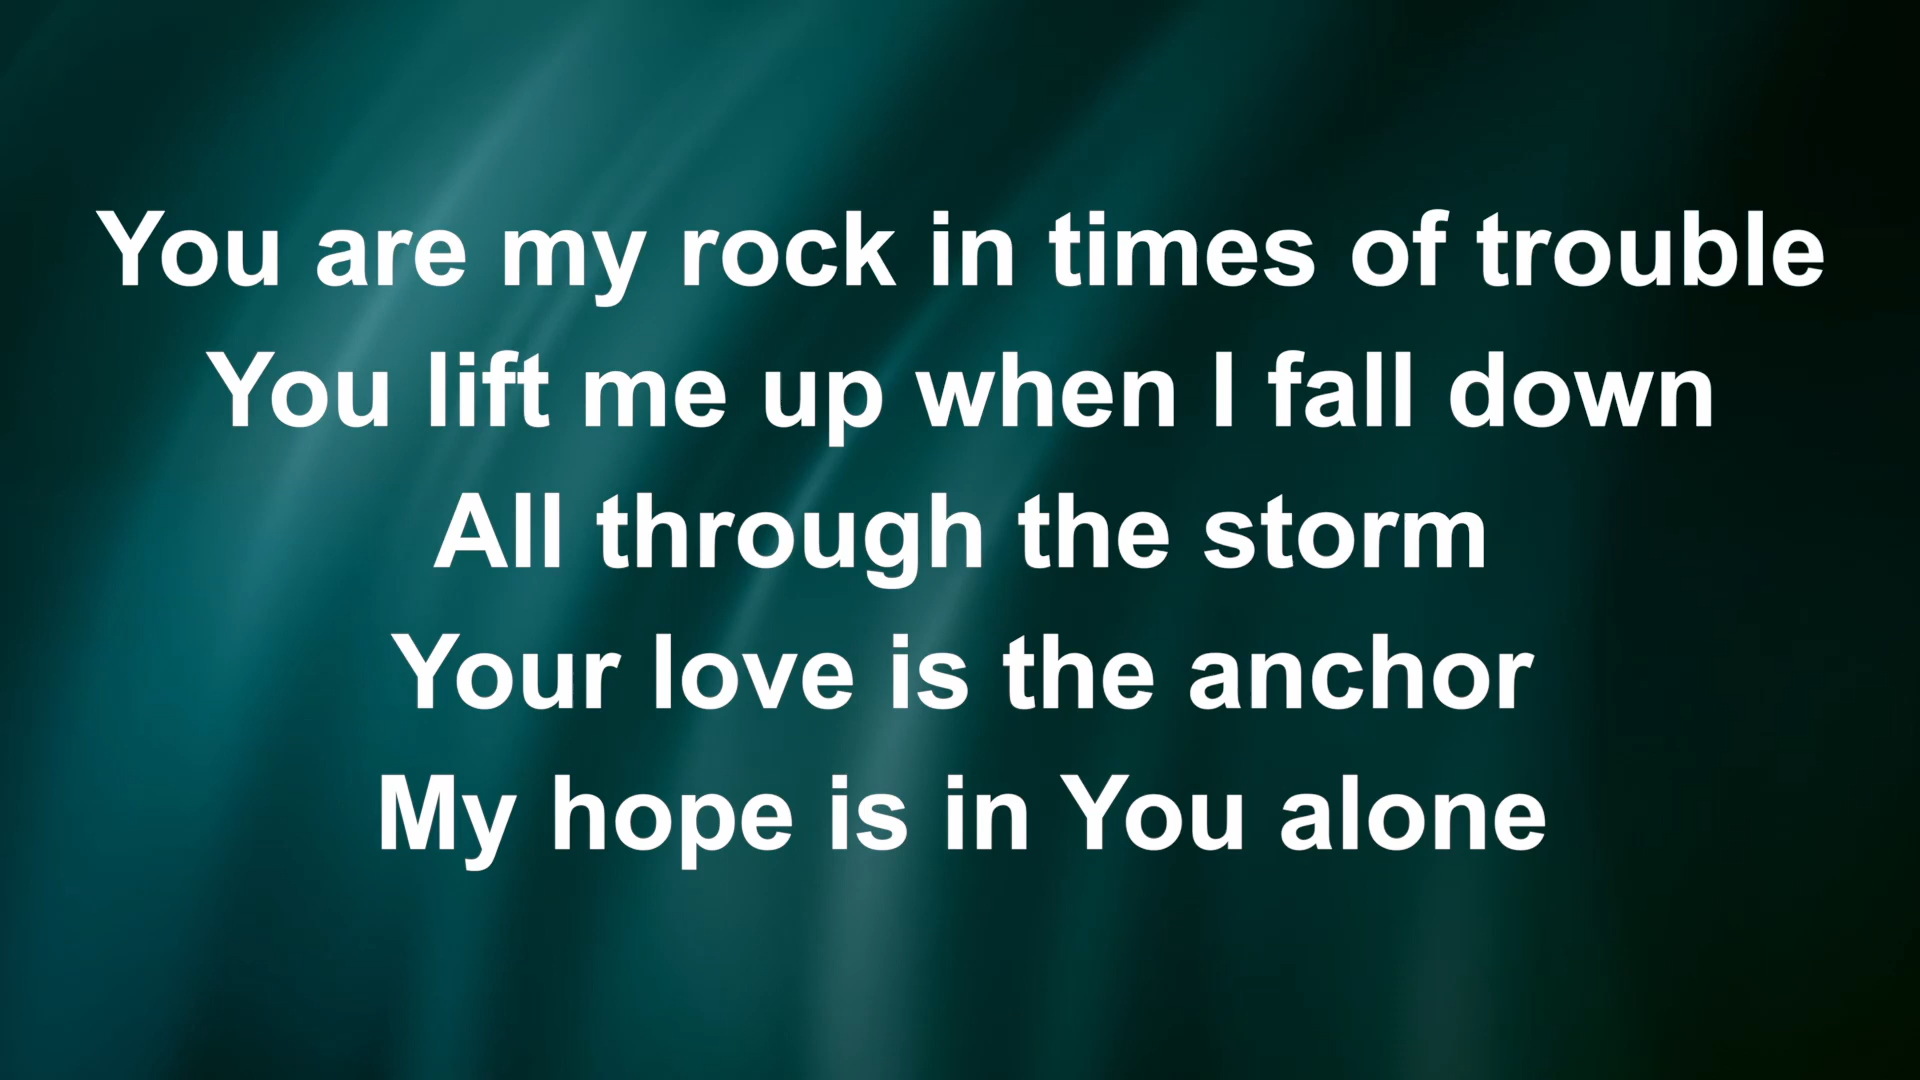 You are my rock in times of trouble
You lift me up when I fall down
All through the storm
Your love is the anchor
My hope is in You alone